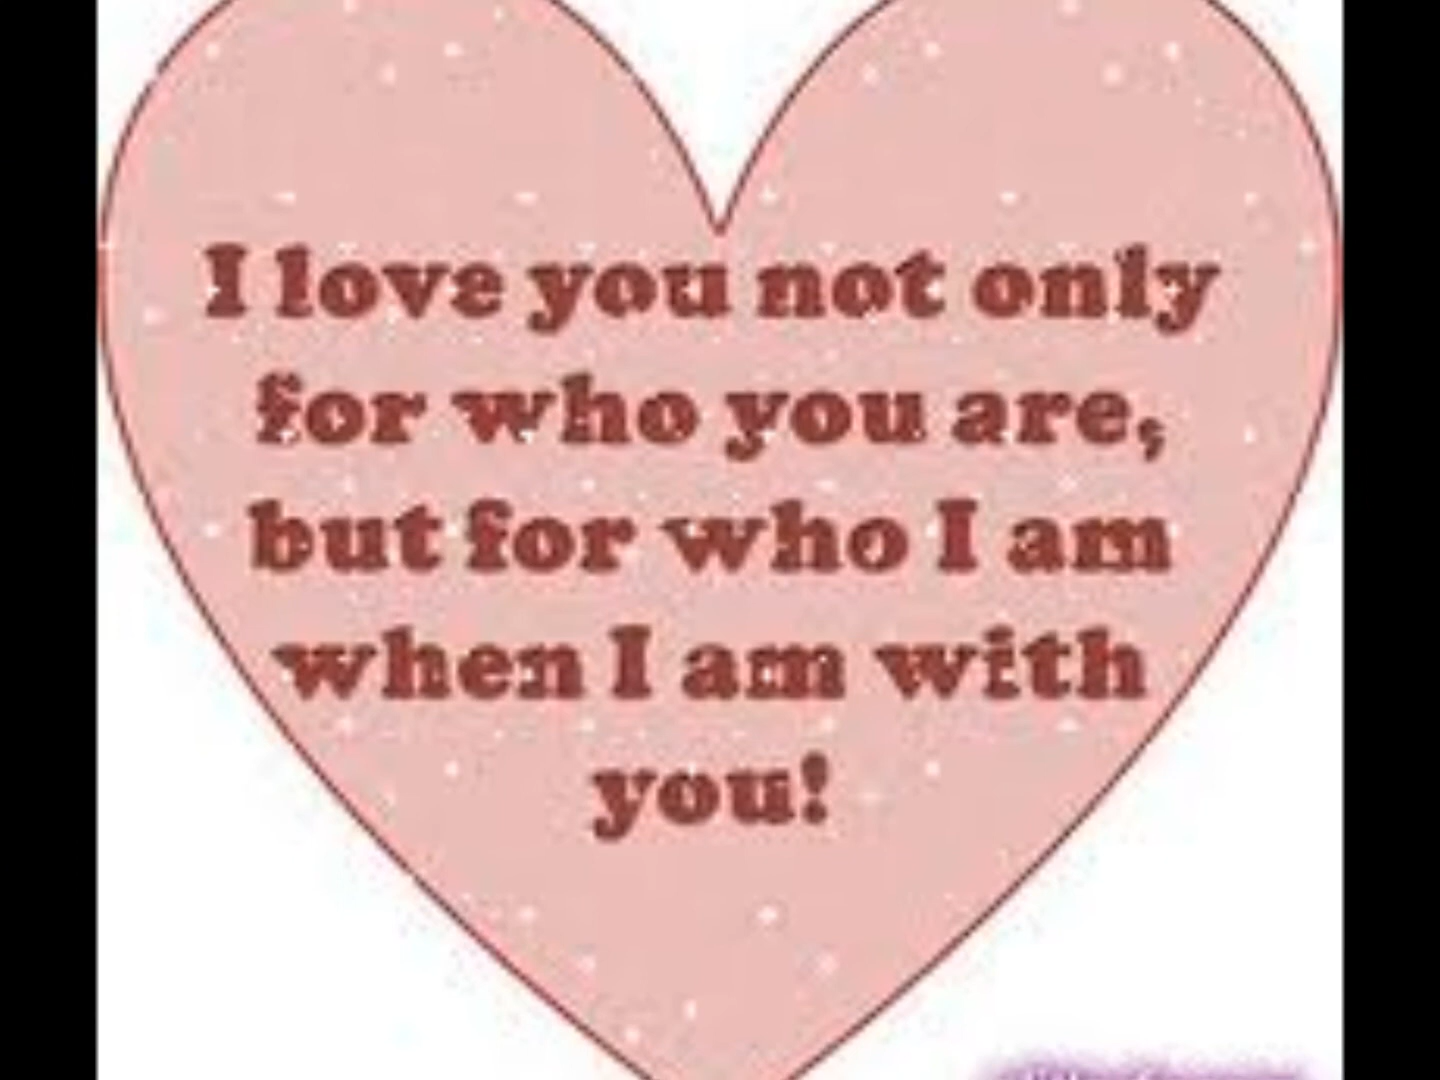 I love you not only
for who you are,
but for who I am
when I am with
you!